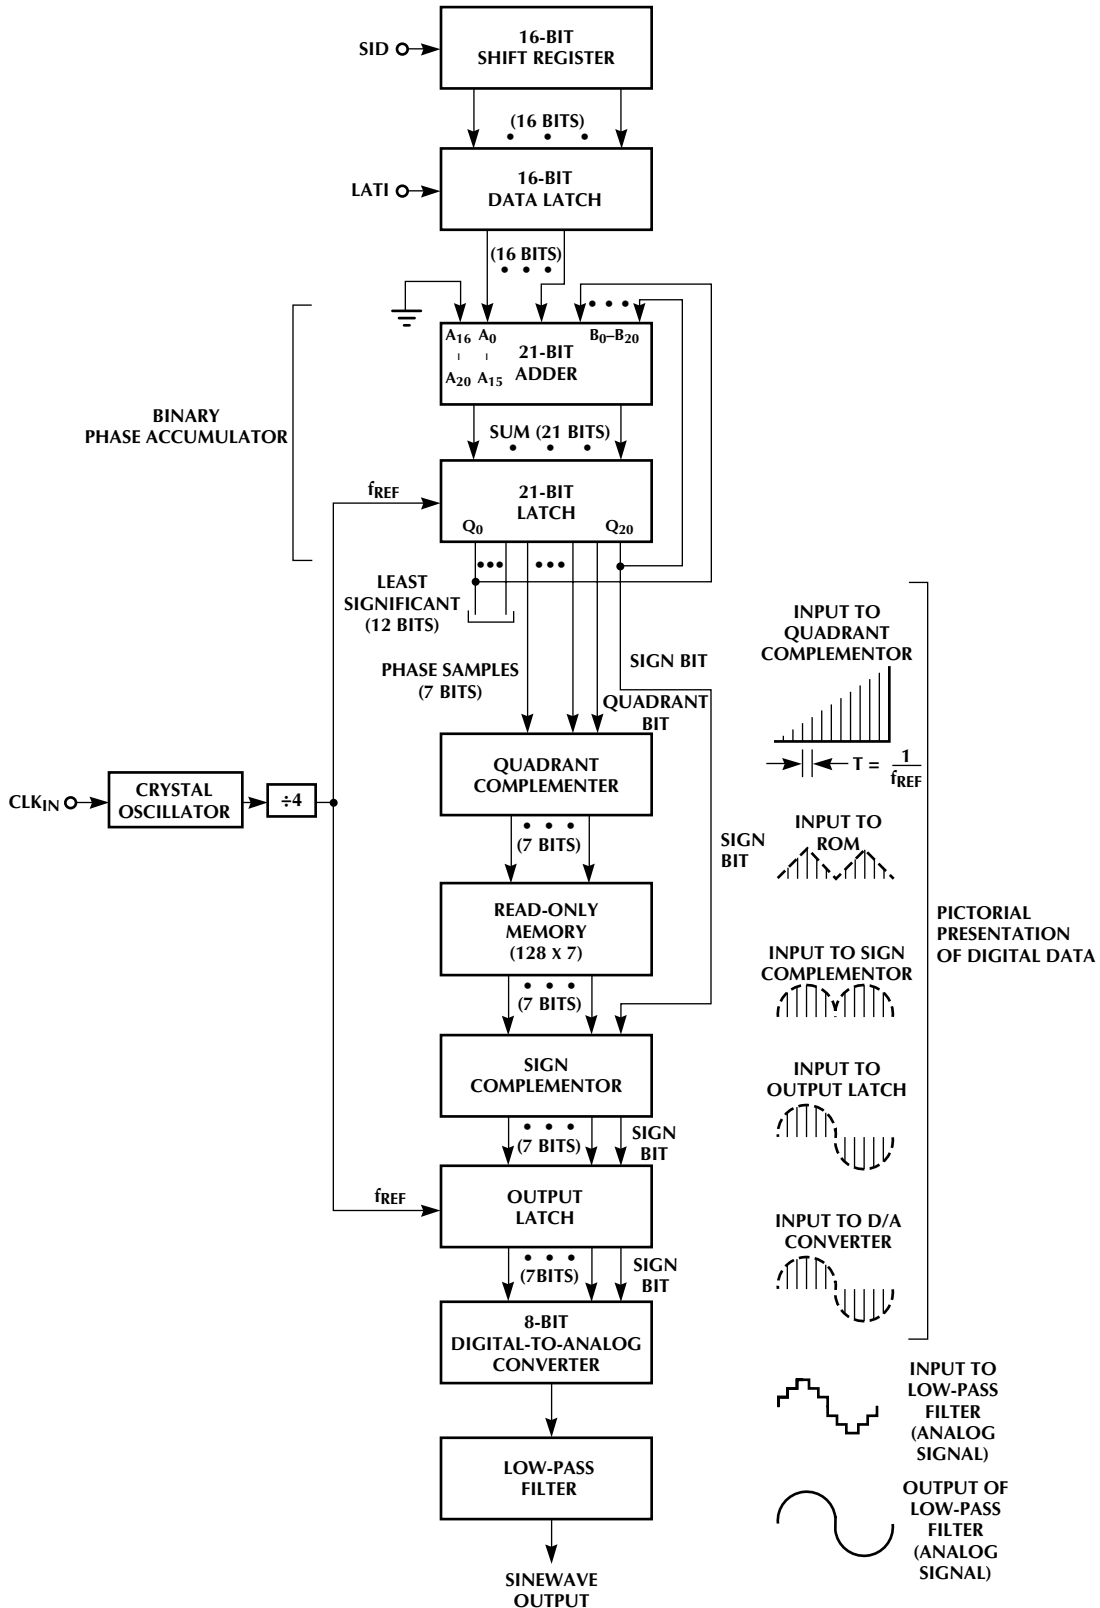 SID
16-BIT
SHIFT REGISTER
(16 BITS)
LATI
16-BIT
DATA LATCH
(16 BITS)
A16 A0
B0–B20
21-BIT
ADDER
A20 A15
BINARY
PHASE ACCUMULATOR
SUM (21 BITS)
fREF
21-BIT
LATCH
Q0
Q20
LEAST
SIGNIFICANT
(12 BITS)
PHASE SAMPLES
(7 BITS)
SIGN BIT
QUADRANT
BIT
QUADRANT
COMPLEMENTER
CLKIN
CRYSTAL
OSCILLATOR
÷4
(7 BITS)
SIGN
BIT
READ-ONLY
MEMORY
(128 X 7)
(7 BITS)
SIGN
COMPLEMENTOR
(7 BITS)
SIGN
BIT
fREF
OUTPUT
LATCH
(7BITS)
SIGN
BIT
8-BIT
DIGITAL-TO-ANALOG
CONVERTER
LOW-PASS
FILTER
SINEWAVE
OUTPUT
INPUT TO
QUADRANT
COMPLEMENTOR
T = 1
fREF
INPUT TO
ROM
INPUT TO SIGN
COMPLEMENTOR
INPUT TO
OUTPUT LATCH
INPUT TO D/A
CONVERTER
PICTORIAL
PRESENTATION
OF DIGITAL DATA
INPUT TO
LOW-PASS
FILTER
(ANALOG
SIGNAL)
OUTPUT OF
LOW-PASS
FILTER
(ANALOG
SIGNAL)